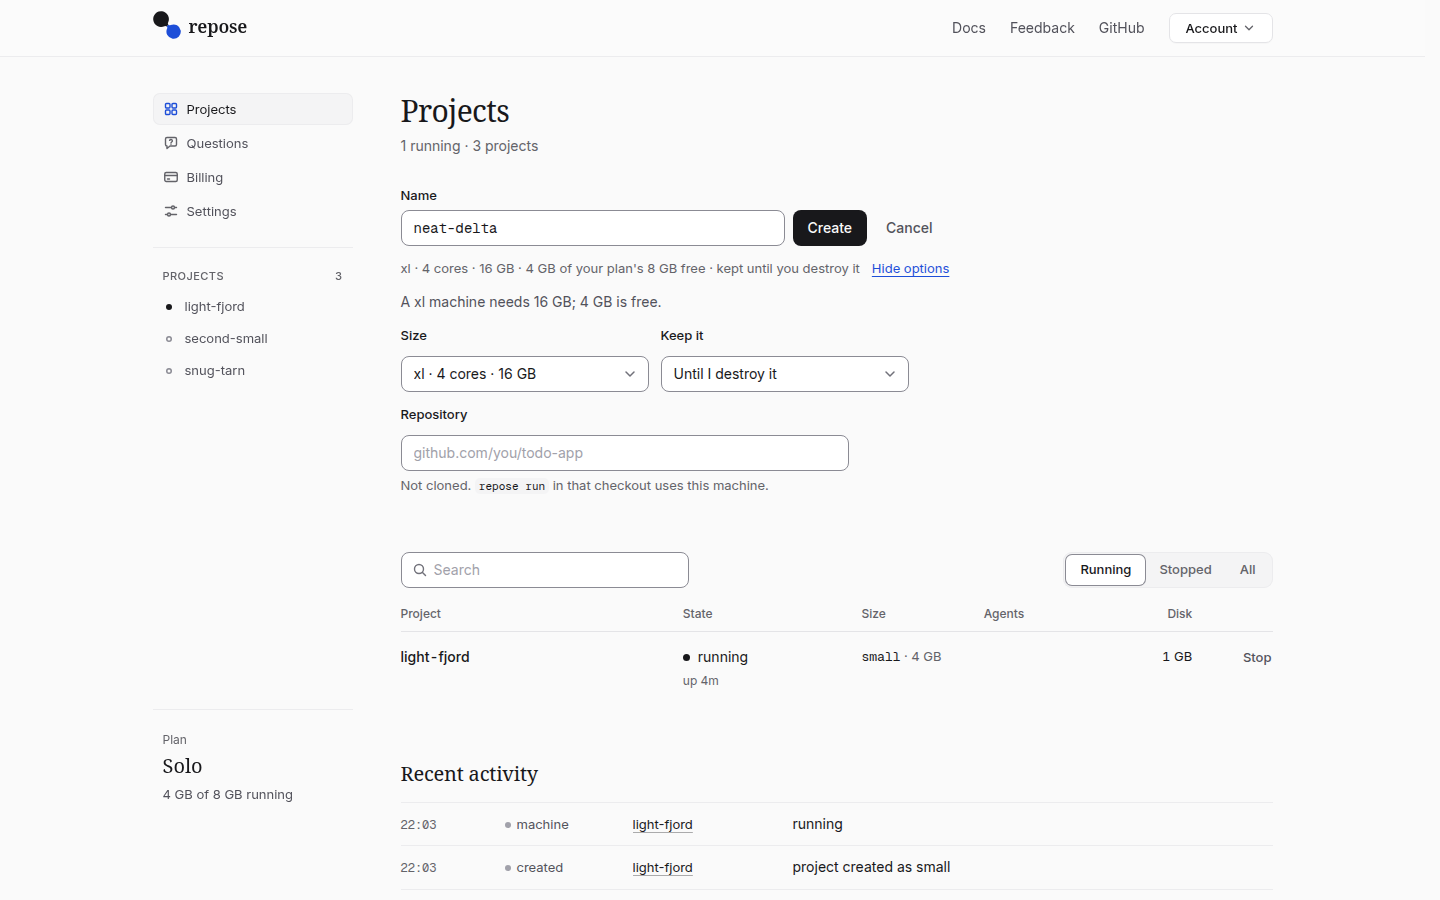 repose
Docs
Feedback
GitHub
Account
Projects
Questions
Billing
Settings
PROJECTS 3
light-fjord
second-small
snug-tarn
Plan
Solo
4 GB of 8 GB running
Projects
1 running · 3 projects
Name
neat-delta
Create
Cancel
xl · 4 cores · 16 GB · 4 GB of your plan's 8 GB free · kept until you destroy it Hide options
A xl machine needs 16 GB; 4 GB is free.
Size
Keep it
xl · 4 cores · 16 GB
Until I destroy it
Repository
github.com/you/todo-app
Not cloned. repose run in that checkout uses this machine.
Search
Running
Stopped
All
Project State Size Agents Disk
light-fjord running small · 4 GB 1 GB Stop
up 4m
Recent activity
22:03 machine light-fjord running
22:03 created light-fjord project created as small